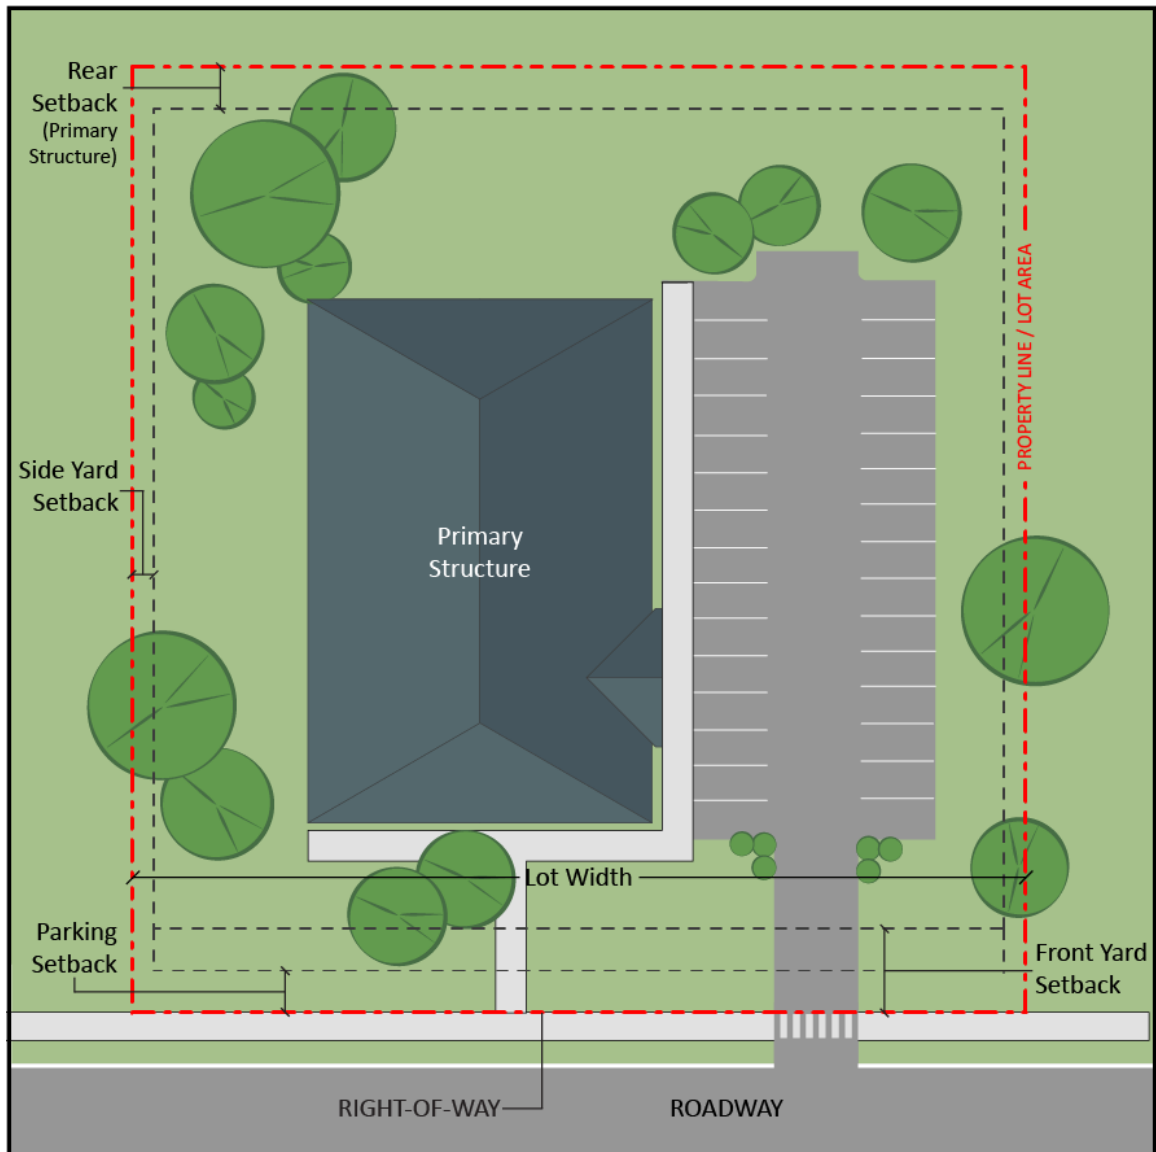 Rear
Setback
(Primary
Structure)
PROPERTY LINE / LOT AREA
Side Yard
Setback
Primary
Structure
Lot Width
Parking
Setback
Front Yard
Setback
RIGHT-OF-WAY
ROADWAY